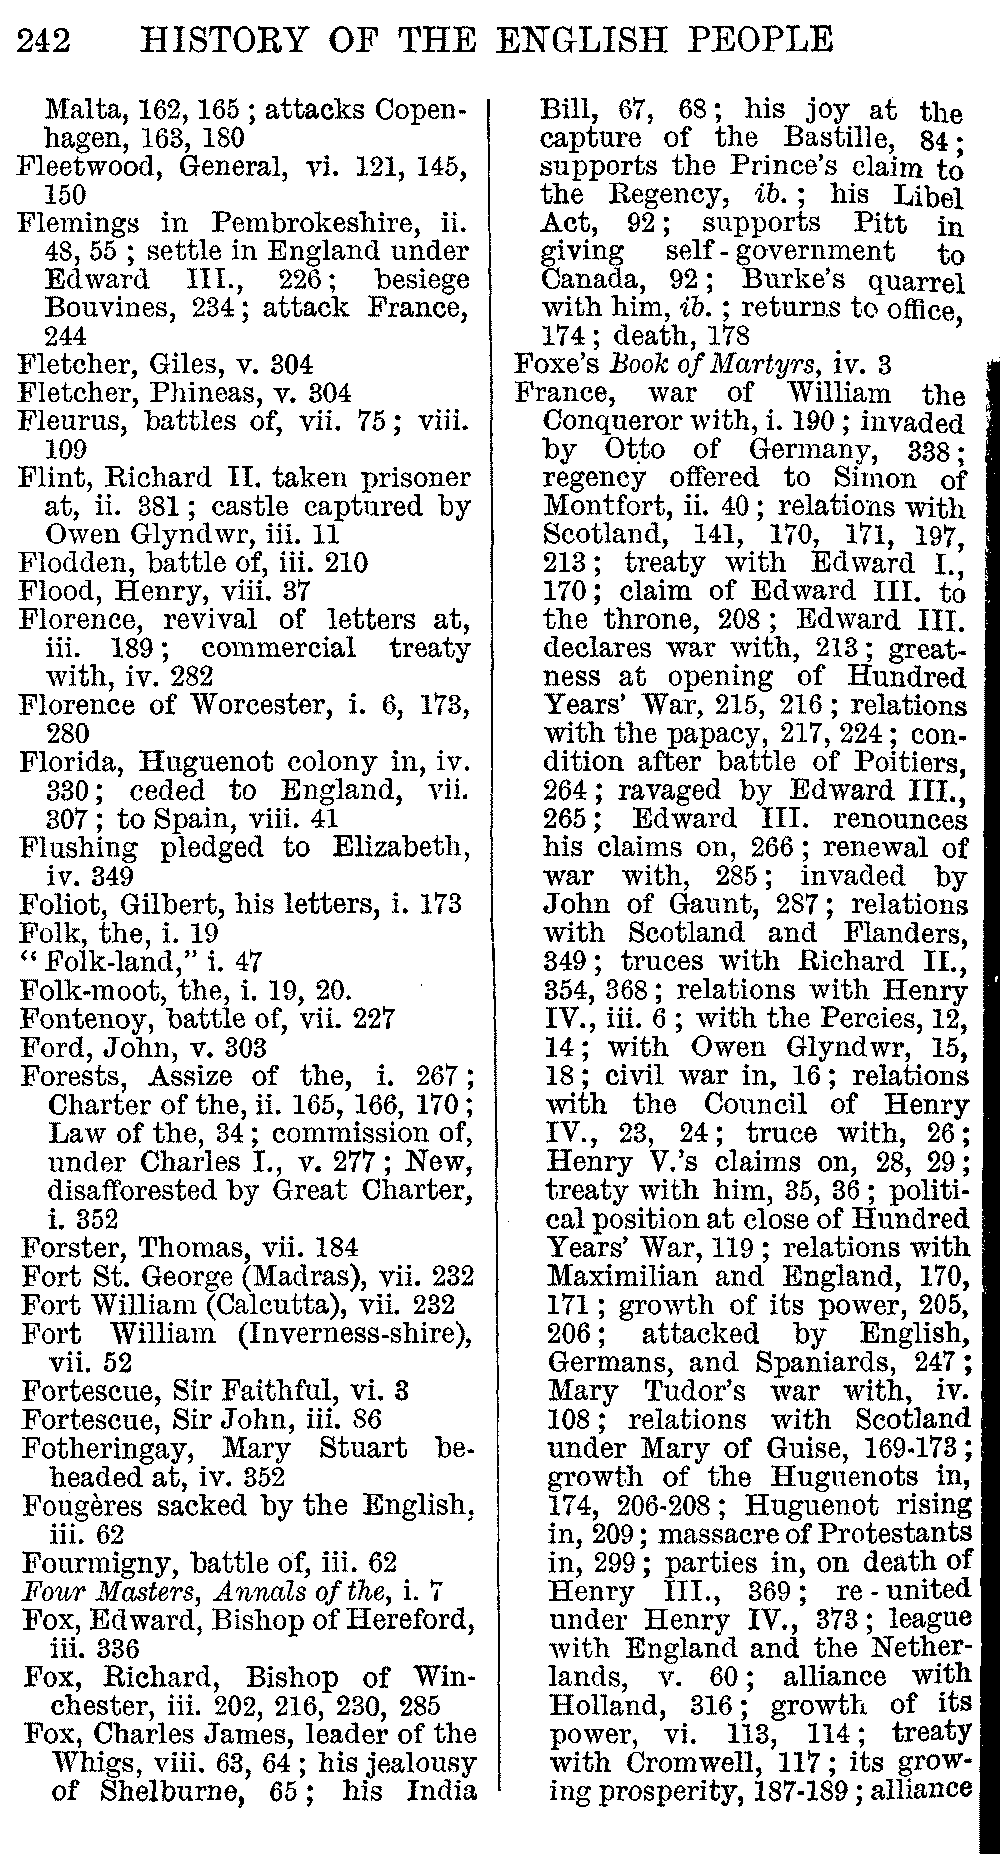 242 HISTORY OF THE ENGLISH PEOPLE
Malta, 162, 165 ; attacks Copen-
hagen, 163, 180
Fleetwood, General, vi. 121, 145,
150
Flemings in Pembrokeshire, ii.
48, 55 ; settle in England under
Edward III., 226 ; besiege
Bouvines, 234 ; attack France,
244
Fletcher, Giles, v. 304
Fletcher, Phineas, v. 304
Fleurus, battles of, vii. 75 ; viii.
109
Flint, Richard II. taken prisoner
at, ii. 381 ; castle captured by
Owen Glyndwr, iii. 11
Flodden, battle of, iii. 210
Flood, Henry, viii. 37
Florence, revival of letters at,
iii. 189 ; commercial treaty
with, iv. 282
Florence of Worcester, i. 6, 173,
280
Florida, Huguenot colony in, iv.
330 ; ceded to England, vii.
307 ; to Spain, viii. 41
Flushing pledged to Elizabeth,
iv. 349
Foliot, Gilbert, his letters, i. 173
Folk, the, i. 19
“ Folk-land,” i. 47
Folk-moot, the, i. 19, 20.
Fontenoy, battle of, vii. 227
Ford, John, v. 303
Forests, Assize of the, i. 267 ;
Charter of the, ii. 165, 166, 170 ;
Law of the, 34 ; commission of,
under Charles I., v. 277 ; New,
disafforested by Great Charter,
i. 352
Forster, Thomas, vii. 184
Fort St. George (Madras), vii. 232
Fort William (Calcutta), vii. 232
Fort William (Inverness-shire),
vii. 52
Fortescue, Sir Faithful, vi. 3
Fortescue, Sir John, iii. 86
Fotheringay, Mary Stuart be-
headed at, iv. 352
Fougères sacked by the English,
iii. 62
Fourmigny, battle of, iii. 62
Four Masters, Annals of the, i. 7
Fox, Edward, Bishop of Hereford,
iii. 336
Fox, Richard, Bishop of Win-
chester, iii. 202, 216, 230, 285
Fox, Charles James, leader of the
Whigs, viii. 63, 64 ; his jealousy
of Shelburne, 65 ; his India
Bill, 67, 68 ; his joy at the
capture of the Bastille, 84 ;
supports the Prince’s claim to
the Regency, ib. ; his Libel
Act, 92 ; supports Pitt in
giving self-government to
Canada, 92 ; Burke’s quarrel
with him, ib. ; returns to office,
174 ; death, 178
Foxe’s Book of Martyrs, iv. 3
France, war of William the
Conqueror with, i. 190 ; invaded
by Otto of Germany, 338 ;
regency offered to Simon of
Montfort, ii. 40 ; relations with
Scotland, 141, 170, 171, 197,
213 ; treaty with Edward I.,
170 ; claim of Edward III. to
the throne, 208 ; Edward III.
declares war with, 213 ; great-
ness at opening of Hundred
Years’ War, 215, 216 ; relations
with the papacy, 217, 224 ; con-
dition after battle of Poitiers,
264 ; ravaged by Edward III.,
265 ; Edward III. renounces
his claims on, 266 ; renewal of
war with, 285 ; invaded by
John of Gaunt, 287 ; relations
with Scotland and Flanders,
349 ; truces with Richard II.,
354, 368 ; relations with Henry
IV., iii. 6 ; with the Percies, 12,
14 ; with Owen Glyndwr, 15,
18 ; civil war in, 16 ; relations
with the Council of Henry
IV., 23, 24 ; truce with, 26 ;
Henry V.’s claims on, 28, 29 ;
treaty with him, 35, 36 ; politi-
cal position at close of Hundred
Years’ War, 119 ; relations with
Maximilian and England, 170,
171 ; growth of its power, 205,
206 ; attacked by English,
Germans, and Spaniards, 247 ;
Mary Tudor’s war with, iv.
108 ; relations with Scotland
under Mary of Guise, 169-173 ;
growth of the Huguenots in,
174, 206-208 ; Huguenot rising
in, 209 ; massacre of Protestants
in, 299 ; parties in, on death of
Henry III., 369 ; re-united
under Henry IV., 373 ; league
with England and the Nether-
lands, v. 60 ; alliance with
Holland, 316 ; growth of its
power, vi. 113, 114 ; treaty
with Cromwell, 117 ; its grow-
ing prosperity, 187-189 ; alliance